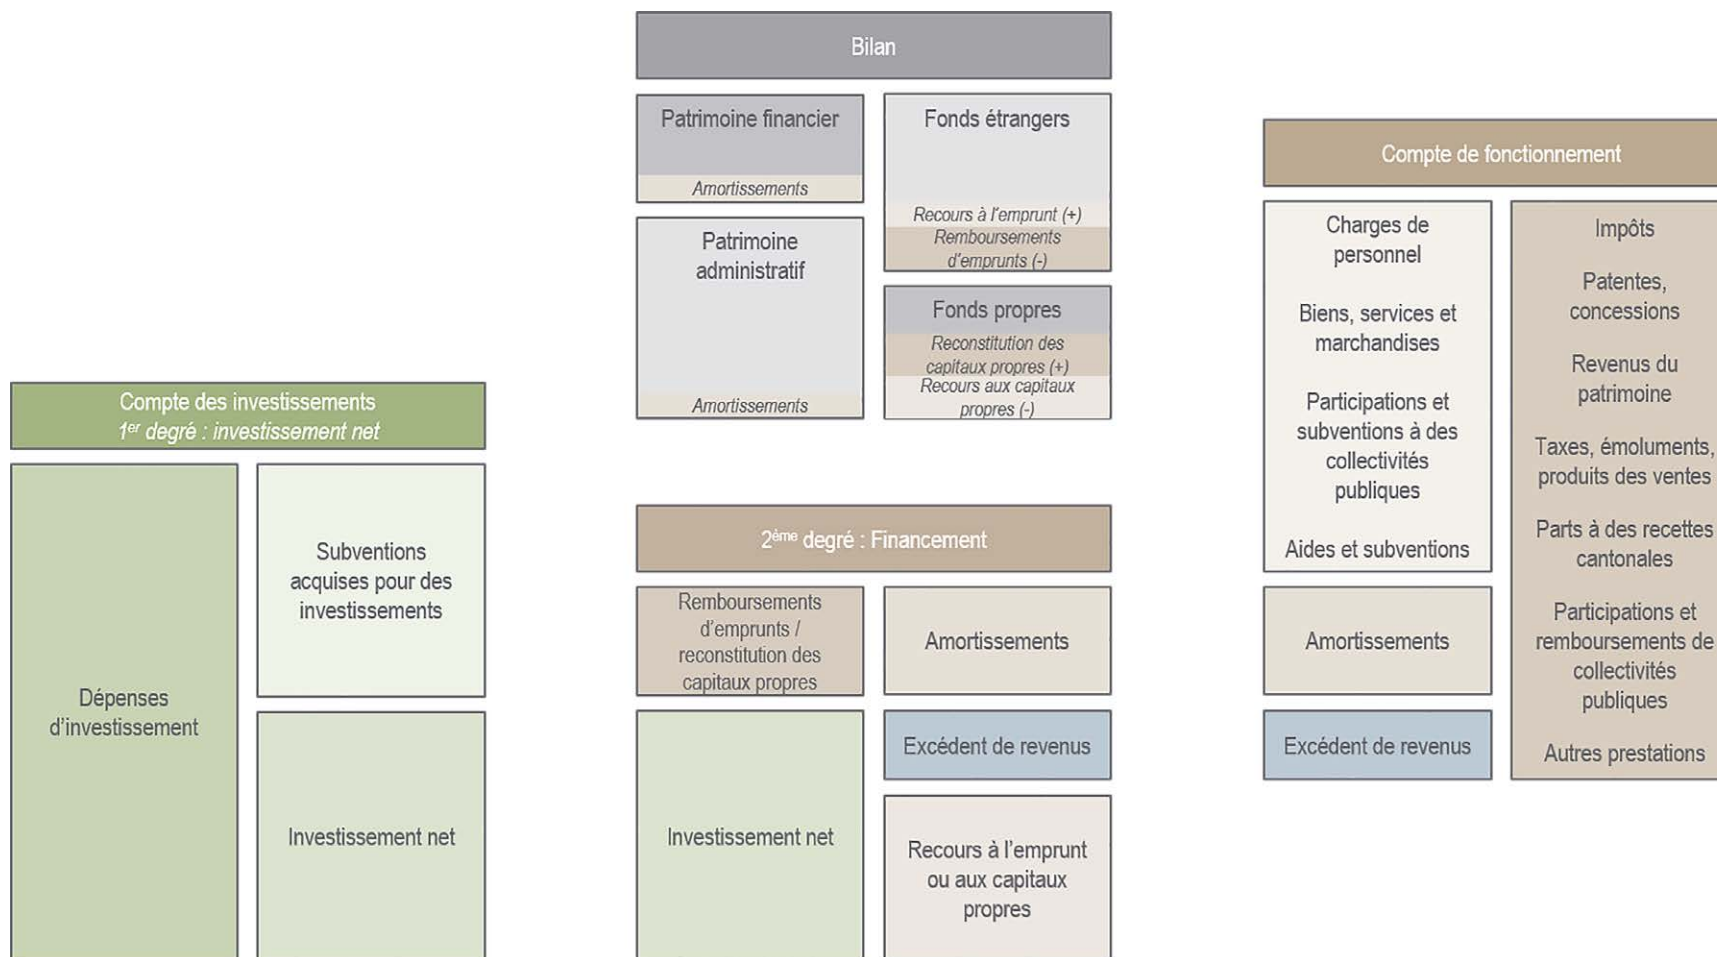 Bilan
Patrimoine financier
Amortissements
Patrimoine
administratif
Amortissements
Fonds étrangers
Recours à l'emprunt (+)
Remboursements
d'emprunts (-)
Fonds propres
Reconstitution des
capitaux propres (+)
Recours aux capitaux
propres (-)
Compte des investissements
1er degré : investissement net
Dépenses
d'investissement
Subventions
acquises pour des
investissements
Investissement net
2ème degré : Financement
Remboursements
d'emprunts /
reconstitution des
capitaux propres
Investissement net
Amortissements
Excédent de revenus
Recours à l'emprunt
ou aux capitaux
propres
Compte de fonctionnement
Charges de
personnel
Biens, services et
marchandises
Participations et
subventions à des
collectivités
publiques
Aides et subventions
Amortissements
Excédent de revenus
Impôts
Patentes,
concessions
Revenus du
patrimoine
Taxes, émoluments,
produits des ventes
Parts à des recettes
cantonales
Participations et
remboursements de
collectivités
publiques
Autres prestations